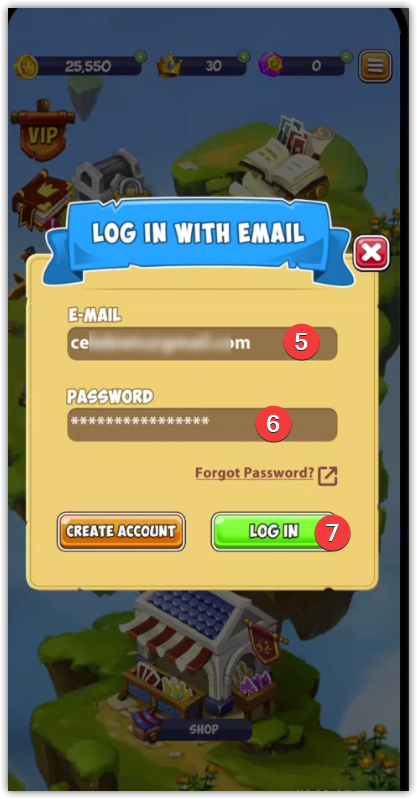 25,550
30
0
VIP
LOG IN WITH EMAIL
E-MAIL
5
PASSWORD
****************
6
Forgot Password?
CREATE ACCOUNT
LOG IN
7
SHOP